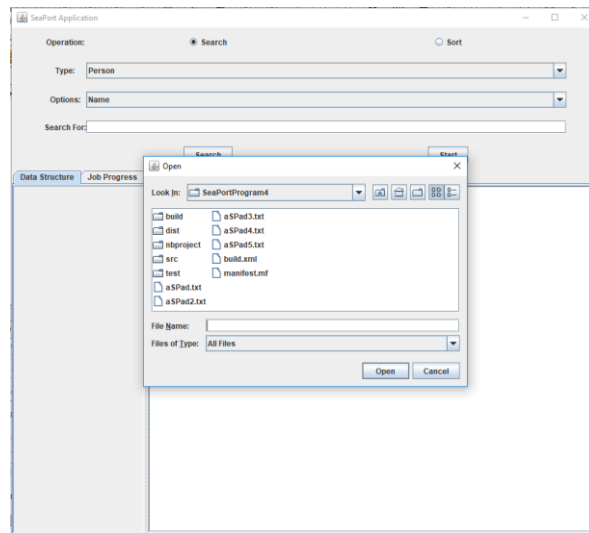 SeaPort Application
Operation: Search Sort
Type: Person
Options: Name
Search For:
Search Start
Data Structure Job Progress
Open
Look In: SeaPortProgram4
build aSPad3.txt
dist aSPad4.txt
nbproject aSPad5.txt
src build.xml
test manifest.mf
aSPad.txt
aSPad2.txt
File Name:
Files of Type: All Files
Open Cancel